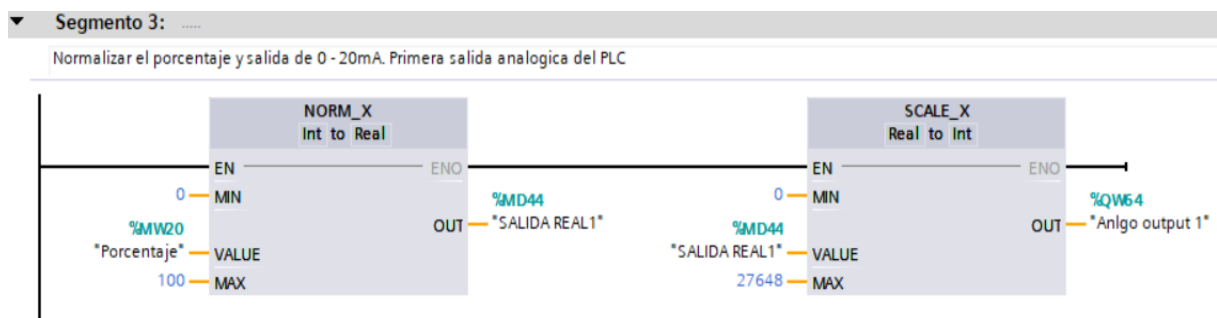 Segmento 3: .....
Normalizar el porcentaje y salida de 0 - 20mA. Primera salida analogica del PLC
NORM_X
Int to Real
EN
ENO
0
MIN
%MD44
OUT
"SALIDA REAL1"
%MW20
"Porcentaje"
VALUE
100
MAX
SCALE_X
Real to Int
EN
ENO
0
MIN
%QW64
OUT
"Anlgo output 1"
%MD44
"SALIDA REAL1"
VALUE
27648
MAX